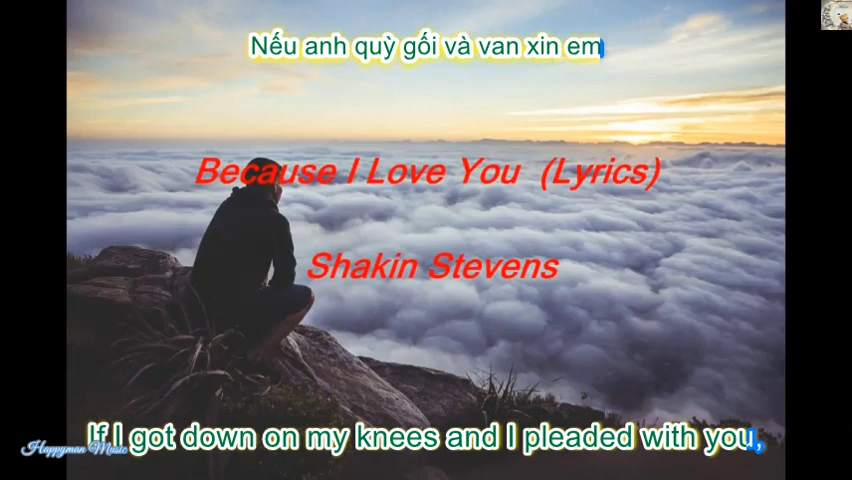 Nếu anh quỳ gối và van xin em
Because I Love You (Lyrics)
Shakin Stevens
If I got down on my knees and I pleaded with you,
Happyman Music